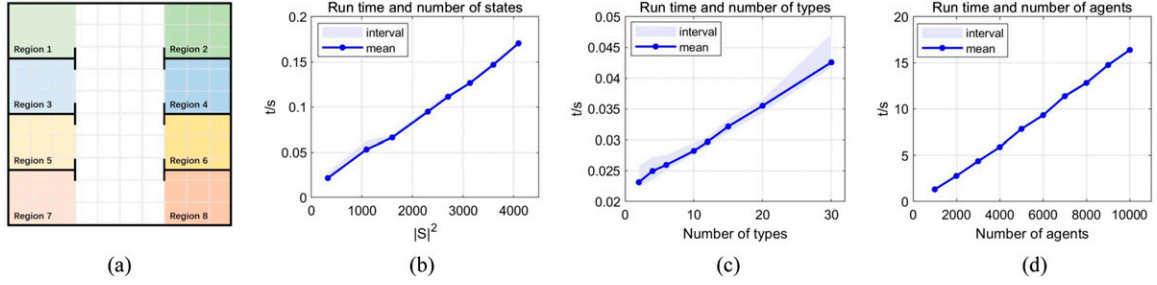 Region 1
Region 2
Region 3
Region 4
Region 5
Region 6
Region 7
Region 8
(a)
Run time and number of states
t/s
interval
mean
0.2
0.15
0.1
0.05
0
0 1000 2000 3000 4000
|S|²
(b)
Run time and number of types
t/s
interval
mean
0.05
0.045
0.04
0.035
0.03
0.025
0.02
0 10 20 30
Number of types
(c)
Run time and number of agents
t/s
interval
mean
20
15
10
5
0
2000 4000 6000 8000 10000
Number of agents
(d)